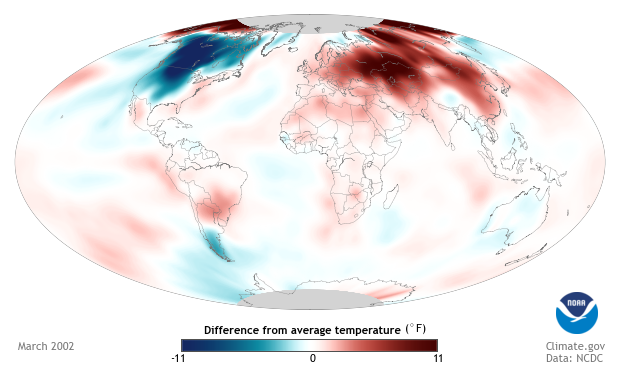 NOAA
Difference from average temperature (°F)
-11 0 11
March 2002
Climate.gov
Data: NCDC